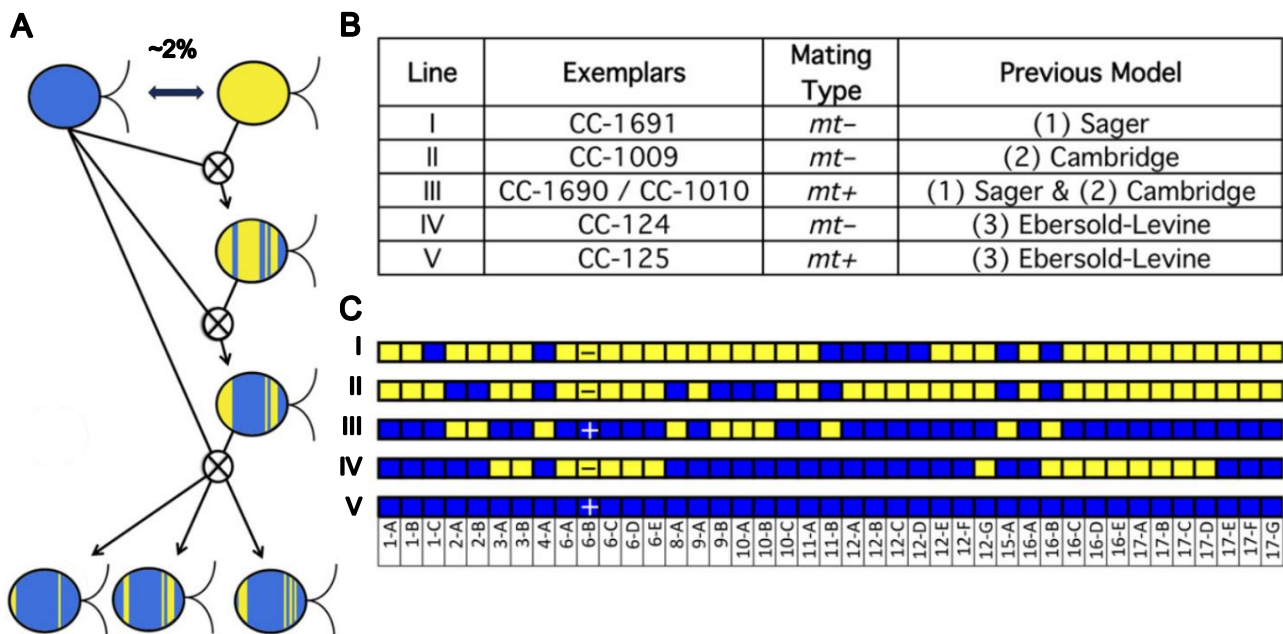 A
~2%
B
Line Exemplars Mating Type Previous Model
I CC-1691 mt– (1) Sager
II CC-1009 mt– (2) Cambridge
III CC-1690 / CC-1010 mt+ (1) Sager & (2) Cambridge
IV CC-124 mt– (3) Ebersold-Levine
V CC-125 mt+ (3) Ebersold-Levine
C
I –
II –
III +
IV –
V +
1-A 1-B 1-C 2-A 2-B 3-A 3-B 4-A 6-A 6-B 6-C 6-D 6-E 8-A 9-A 9-B 10-A 10-B 10-C 11-A 11-B 12-A 12-B 12-C 12-D 12-E 12-F 12-G 15-A 16-A 16-B 16-C 16-D 16-E 17-A 17-B 17-C 17-D 17-E 17-F 17-G